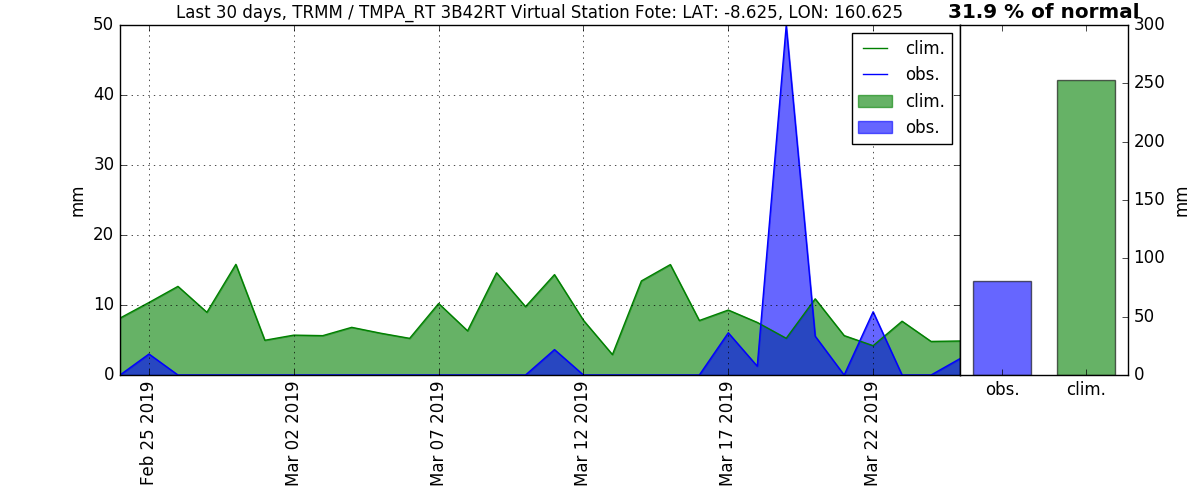 Last 30 days, TRMM / TMPA_RT 3B42RT Virtual Station Fote: LAT: -8.625, LON: 160.625
31.9 % of normal
mm
50
40
30
20
10
0
clim.
obs.
clim.
obs.
Feb 25 2019
Mar 02 2019
Mar 07 2019
Mar 12 2019
Mar 17 2019
Mar 22 2019
300
250
200
150
100
50
0
mm
obs.
clim.